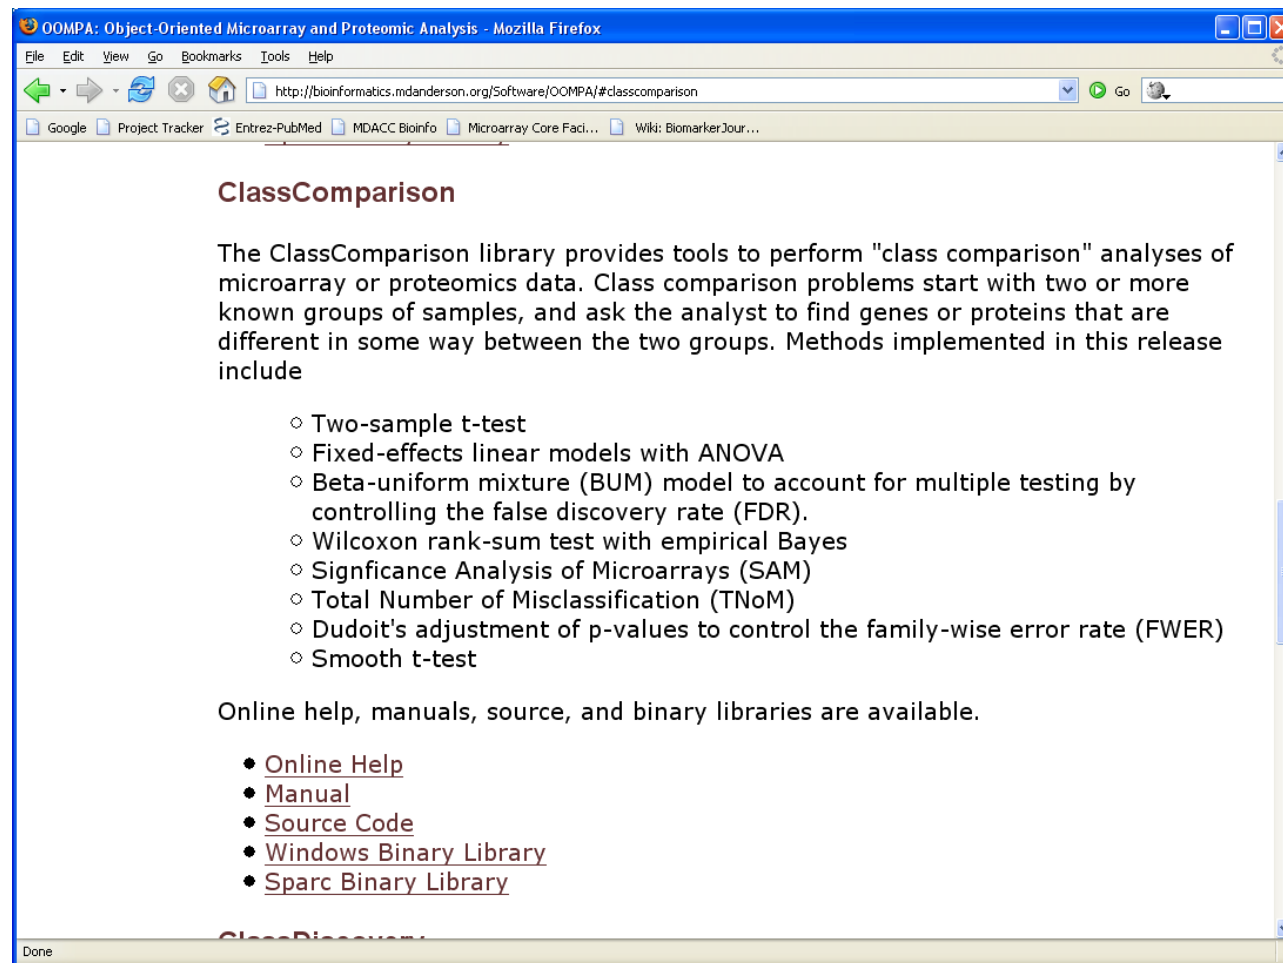 OOMPA: Object-Oriented Microarray and Proteomic Analysis - Mozilla Firefox
File Edit View Go Bookmarks Tools Help
http://bioinformatics.mdanderson.org/Software/OOMPA/#classcomparison
Go
Google Project Tracker Entrez-PubMed MDACC Bioinfo Microarray Core Faci... Wiki: BiomarkerJour...
ClassComparison
The ClassComparison library provides tools to perform "class comparison" analyses of
microarray or proteomics data. Class comparison problems start with two or more
known groups of samples, and ask the analyst to find genes or proteins that are
different in some way between the two groups. Methods implemented in this release
include
Two-sample t-test
Fixed-effects linear models with ANOVA
Beta-uniform mixture (BUM) model to account for multiple testing by
controlling the false discovery rate (FDR).
Wilcoxon rank-sum test with empirical Bayes
Signficance Analysis of Microarrays (SAM)
Total Number of Misclassification (TNoM)
Dudoit's adjustment of p-values to control the family-wise error rate (FWER)
Smooth t-test
Online help, manuals, source, and binary libraries are available.
Online Help
Manual
Source Code
Windows Binary Library
Sparc Binary Library
ClassDiscovery
Done